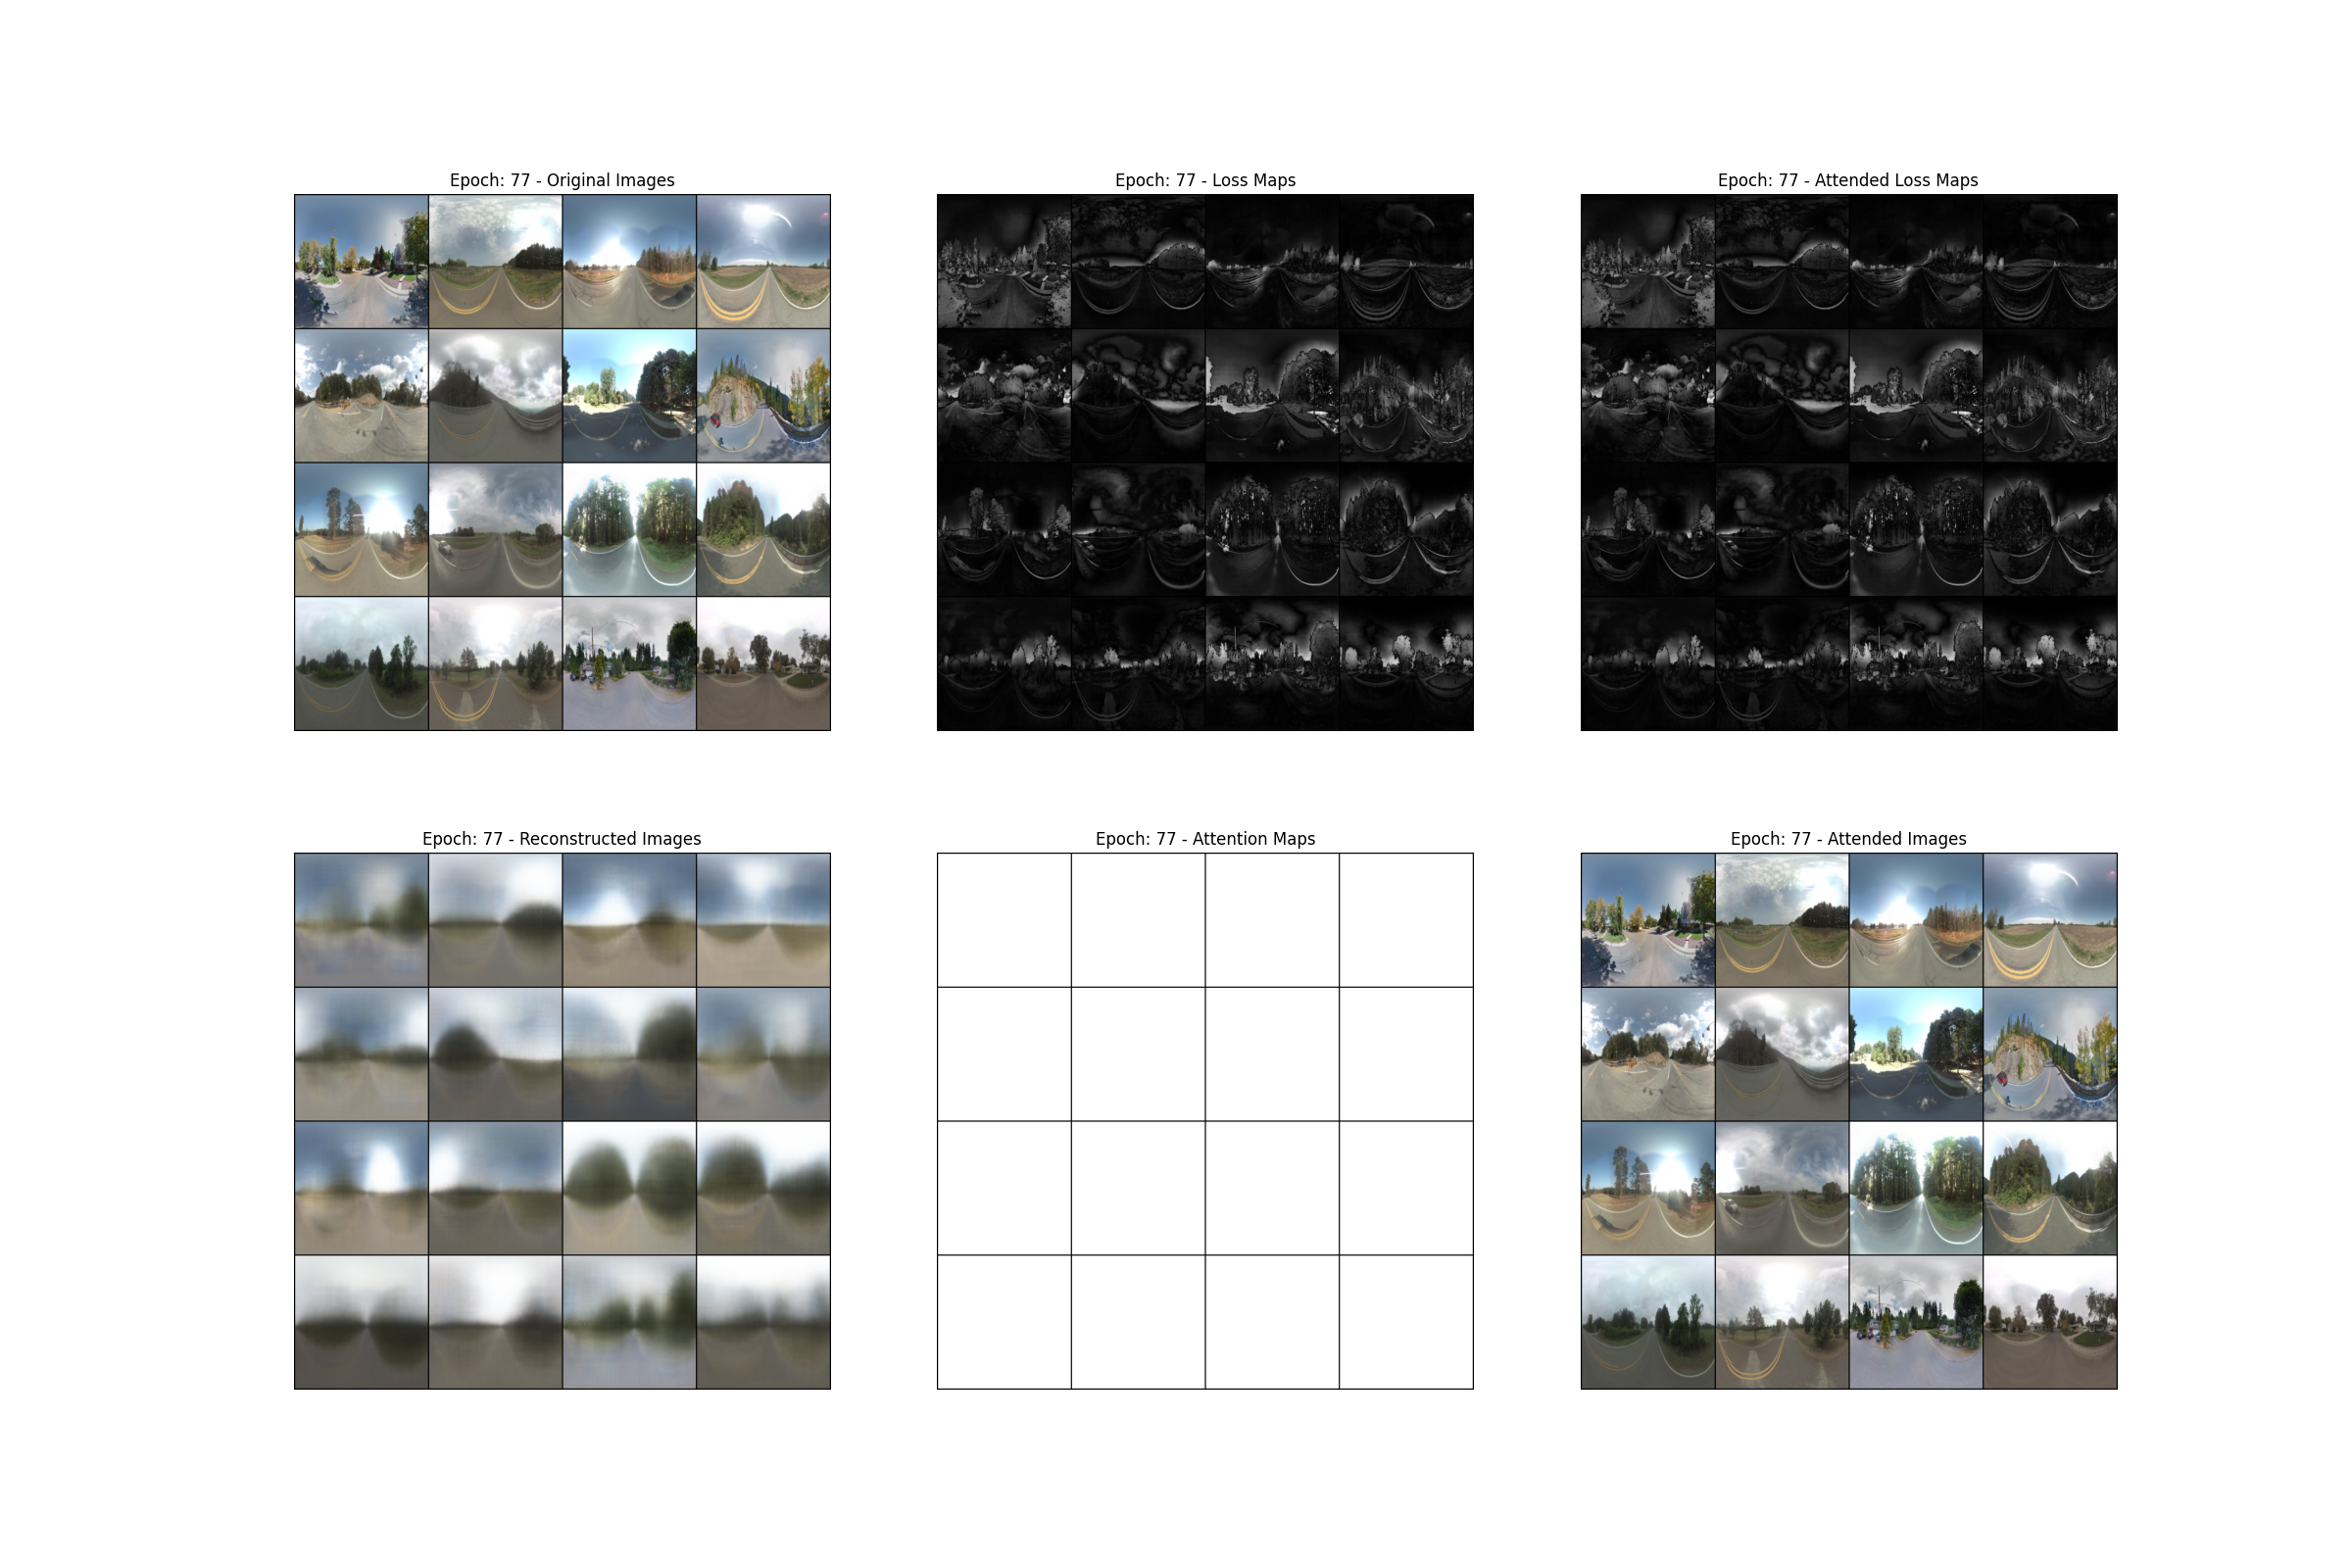 Epoch: 77 - Original Images
Epoch: 77 - Loss Maps
Epoch: 77 - Attended Loss Maps
Epoch: 77 - Reconstructed Images
Epoch: 77 - Attention Maps
Epoch: 77 - Attended Images